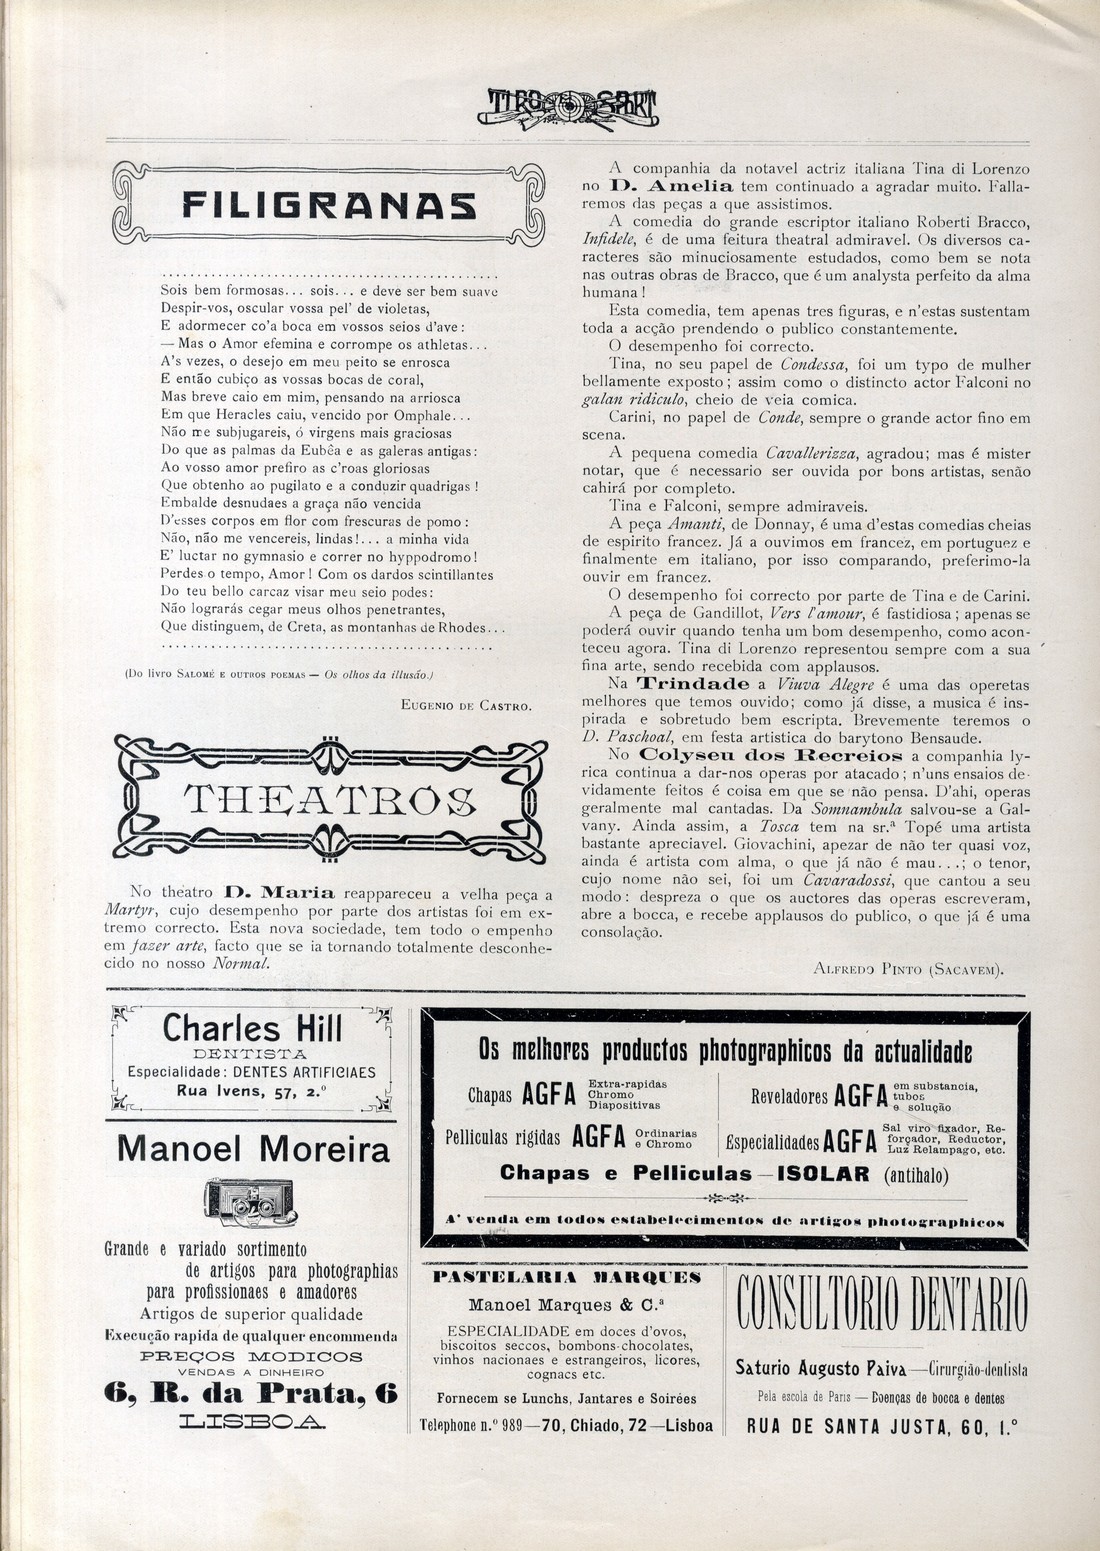 TIRO SPORT
FILIGRANAS
Sois bem formosas... sois... e deve ser bem suave
Despir-vos, oscular vossa pel' de violetas,
E adormecer co'a boca em vossos seios d'ave:
— Mas o Amor efemina e corrompe os athletas...
A's vezes, o desejo em meu peito se enrosca
E então cubiço as vossas bocas de coral,
Mas breve caio em mim, pensando na arriosca
Em que Heracles caiu, vencido por Omphale...
Não me subjugareis, ó virgens mais graciosas
Do que as palmas da Eubêa e as galeras antigas:
Ao vosso amor prefiro as c'roas gloriosas
Que obtenho ao pugilato e a conduzir quadrigas!
Embalde desnudaes a graça não vencida
D'esses corpos em flor com frescuras de pomo:
Não, não me vencereis, lindas!... a minha vida
E' luctar no gymnasio e correr no hyppodromo!
Perdes o tempo, Amor! Com os dardos scintillantes
Do teu bello carcaz visar meu seio podes:
Não lograrás cegar meus olhos penetrantes,
Que distinguem, de Creta, as montanhas de Rhodes...
(Do livro SALOMÉ E OUTROS POEMAS — Os olhos da illusão.)
EUGENIO DE CASTRO.
THEATROS
No theatro D. Maria reappareceu a velha peça a
Martyr, cujo desempenho por parte dos artistas foi em ex-
tremo correcto. Esta nova sociedade, tem todo o empenho
em fazer arte, facto que se ia tornando totalmente desconhe-
cido no nosso Normal.
A companhia da notavel actriz italiana Tina di Lorenzo
no D. Amelia tem continuado a agradar muito. Falla-
remos das peças a que assistimos.
A comedia do grande escriptor italiano Roberti Bracco,
Infidele, é de uma feitura theatral admiravel. Os diversos ca-
racteres são minuciosamente estudados, como bem se nota
nas outras obras de Bracco, que é um analysta perfeito da alma
humana!
Esta comedia, tem apenas tres figuras, e n'estas sustentam
toda a acção prendendo o publico constantemente.
O desempenho foi correcto.
Tina, no seu papel de Condessa, foi um typo de mulher
bellamente exposto; assim como o distincto actor Falconi no
galan ridiculo, cheio de veia comica.
Carini, no papel de Conde, sempre o grande actor fino em
scena.
A pequena comedia Cavallerizza, agradou; mas é mister
notar, que é necessario ser ouvida por bons artistas, senão
cahirá por completo.
Tina e Falconi, sempre admiraveis.
A peça Amanti, de Donnay, é uma d'estas comedias cheias
de espirito francez. Já a ouvimos em francez, em portuguez e
finalmente em italiano, por isso comparando, preferimo-la
ouvir em francez.
O desempenho foi correcto por parte de Tina e de Carini.
A peça de Gandillot, Vers l'amour, é fastidiosa; apenas se
poderá ouvir quando tenha um bom desempenho, como acon-
teceu agora. Tina di Lorenzo representou sempre com a sua
fina arte, sendo recebida com applausos.
Na Trindade a Viuva Alegre é uma das operetas
melhores que temos ouvido; como já disse, a musica é ins-
pirada e sobretudo bem escripta. Brevemente teremos o
D. Paschoal, em festa artistica do barytono Bensaude.
No Colyseu dos Recreios a companhia ly-
rica continua a dar-nos operas por atacado; n'uns ensaios de-
vidamente feitos é coisa em que se não pensa. D'ahi, operas
geralmente mal cantadas. Da Somnambula salvou-se a Gal-
vany. Ainda assim, a Tosca tem na sr.ª Topé uma artista
bastante apreciavel. Giovachini, apezar de não ter quasi voz,
ainda é artista com alma, o que já não é mau...; o tenor,
cujo nome não sei, foi um Cavaradossi, que cantou a seu
modo: despreza o que os auctores das operas escreveram,
abre a bocca, e recebe applausos do publico, o que já é uma
consolação.
ALFREDO PINTO (SACAVEM).
Charles Hill
DENTISTA
Especialidade: DENTES ARTIFICIAES
Rua Ivens, 57, 2.º
Manoel Moreira
Grande e variado sortimento
de artigos para photographias
para profissionaes e amadores
Artigos de superior qualidade
Execução rapida de qualquer encommenda
PREÇOS MODICOS
VENDAS A DINHEIRO
6, R. da Prata, 6
LISBOA
Os melhores productos photographicos da actualidade
Chapas AGFA Extra-rapidas
Chromo
Diapositivas
Reveladores AGFA em substancia,
tubos
e solução
Pelliculas rigidas AGFA Ordinarias
e Chromo
Especialidades AGFA Sal viro fixador, Re-
forçador, Reductor,
Luz Relampago, etc.
Chapas e Pelliculas — ISOLAR (antihalo)
A' venda em todos estabelecimentos de artigos photographicos
PASTELARIA MARQUES
Manoel Marques & C.ª
ESPECIALIDADE em doces d'ovos,
biscoitos seccos, bombons-chocolates,
vinhos nacionaes e estrangeiros, licores,
cognacs etc.
Fornecem se Lunchs, Jantares e Soirées
Telephone n.º 989—70, Chiado, 72—Lisboa
CONSULTORIO DENTARIO
Saturio Augusto Paiva—Cirurgião-dentista
Pela escola de Paris — Doenças de bocca e dentes
RUA DE SANTA JUSTA, 60, 1.º